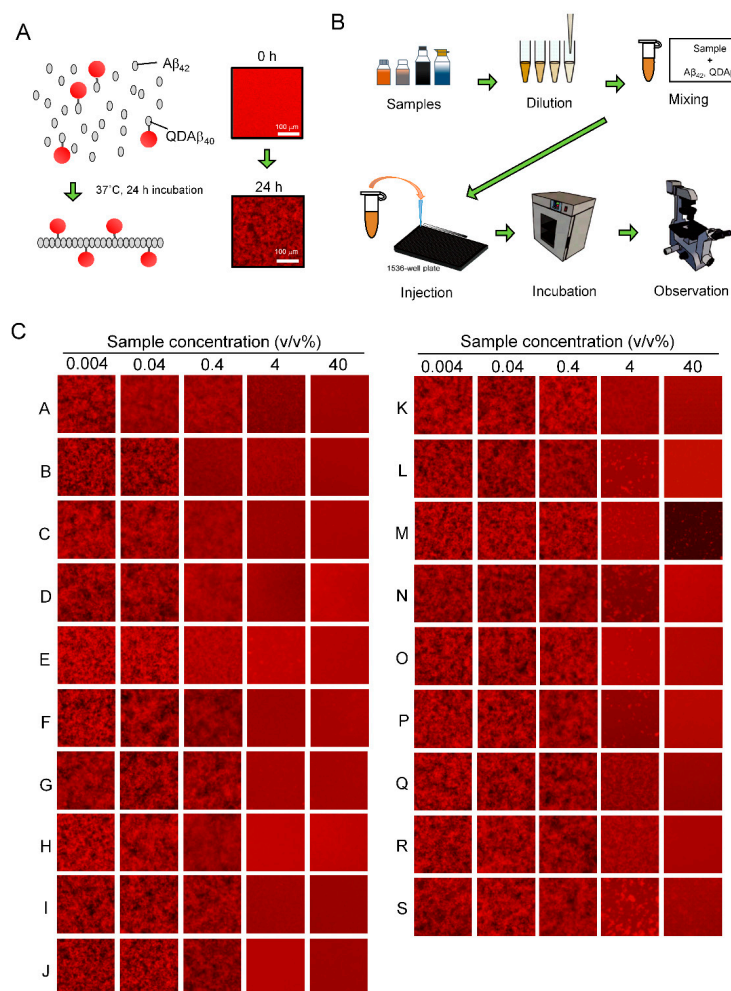 A
Aβ42
QDAβ40
37°C, 24 h incubation
0 h
100 μm
24 h
100 μm
B
Samples
Dilution
Mixing
Sample
+
Aβ42, QDAβ
1536-well plate
Injection
Incubation
Observation
C
Sample concentration (v/v%)
0.004 0.04 0.4 4 40
A
B
C
D
E
F
G
H
I
J
Sample concentration (v/v%)
0.004 0.04 0.4 4 40
K
L
M
N
O
P
Q
R
S